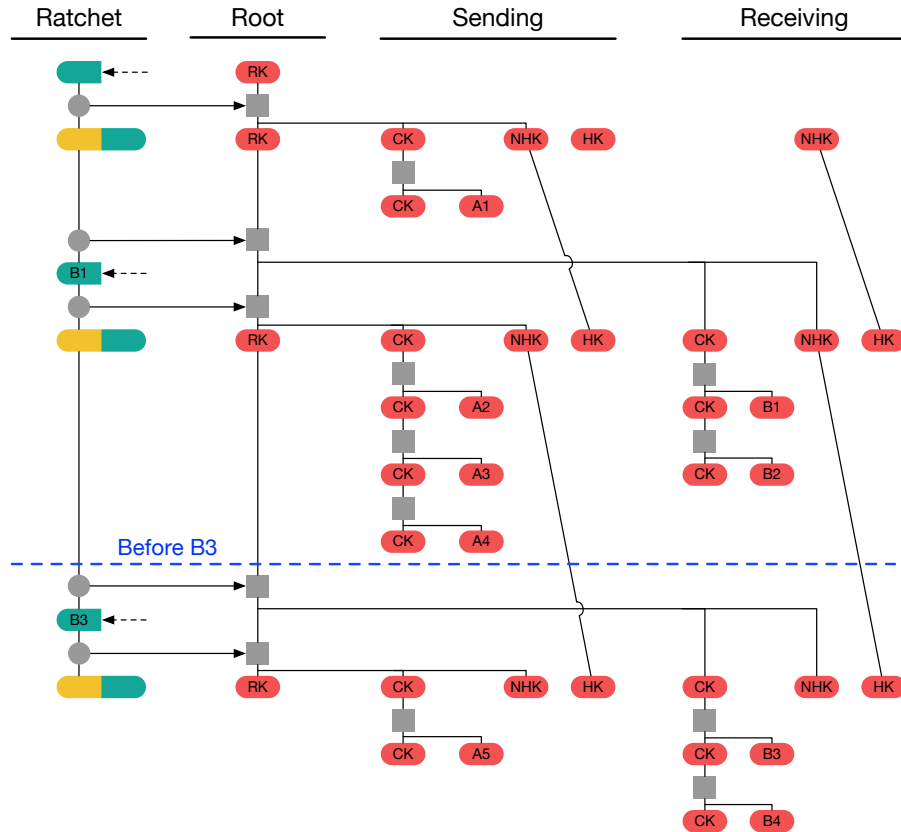 Ratchet Root Sending Receiving
RK
RK CK NHK HK NHK
CK A1
B1
RK CK NHK HK CK NHK HK
CK A2 CK B1
CK A3 CK B2
CK A4
Before B3
B3
RK CK NHK HK CK NHK HK
CK A5 CK B3
CK B4